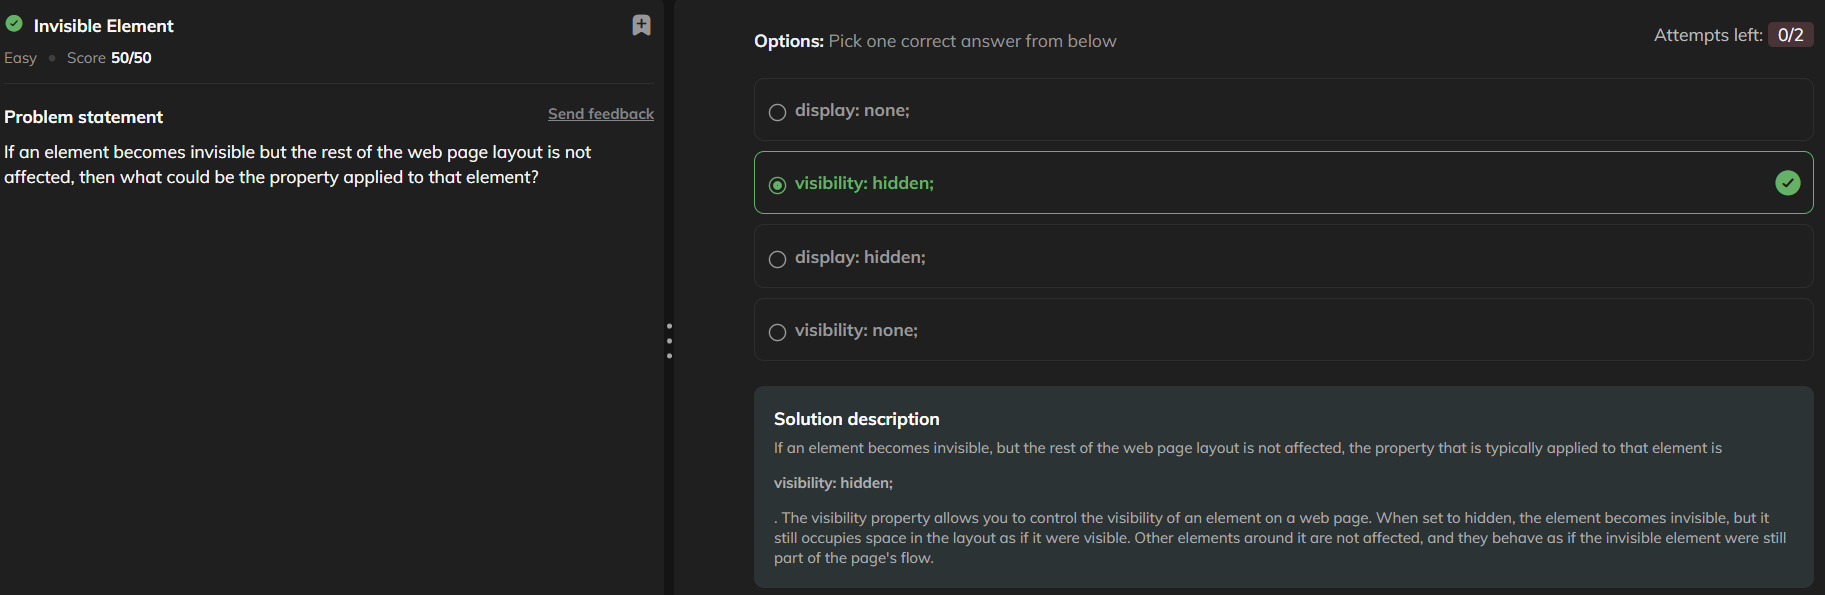 Invisible Element
Easy • Score 50/50
Problem statement
Send feedback
If an element becomes invisible but the rest of the web page layout is not
affected, then what could be the property applied to that element?
Options: Pick one correct answer from below
Attempts left: 0/2
display: none;
visibility: hidden;
display: hidden;
visibility: none;
Solution description
If an element becomes invisible, but the rest of the web page layout is not affected, the property that is typically applied to that element is
visibility: hidden;
. The visibility property allows you to control the visibility of an element on a web page. When set to hidden, the element becomes invisible, but it
still occupies space in the layout as if it were visible. Other elements around it are not affected, and they behave as if the invisible element were still
part of the page's flow.